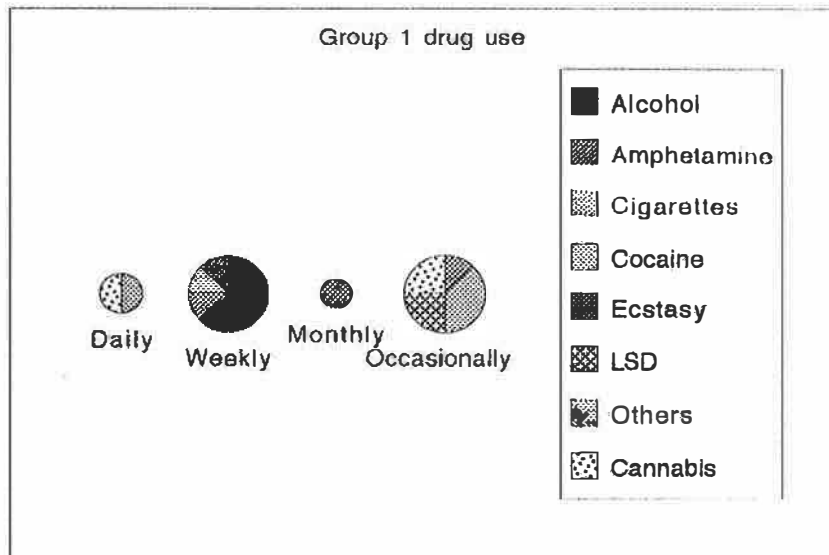 Group 1 drug use
Alcohol
Amphetamine
Cigarettes
Cocaine
Ecstasy
LSD
Others
Cannabis
Daily
Weekly
Monthly
Occasionally